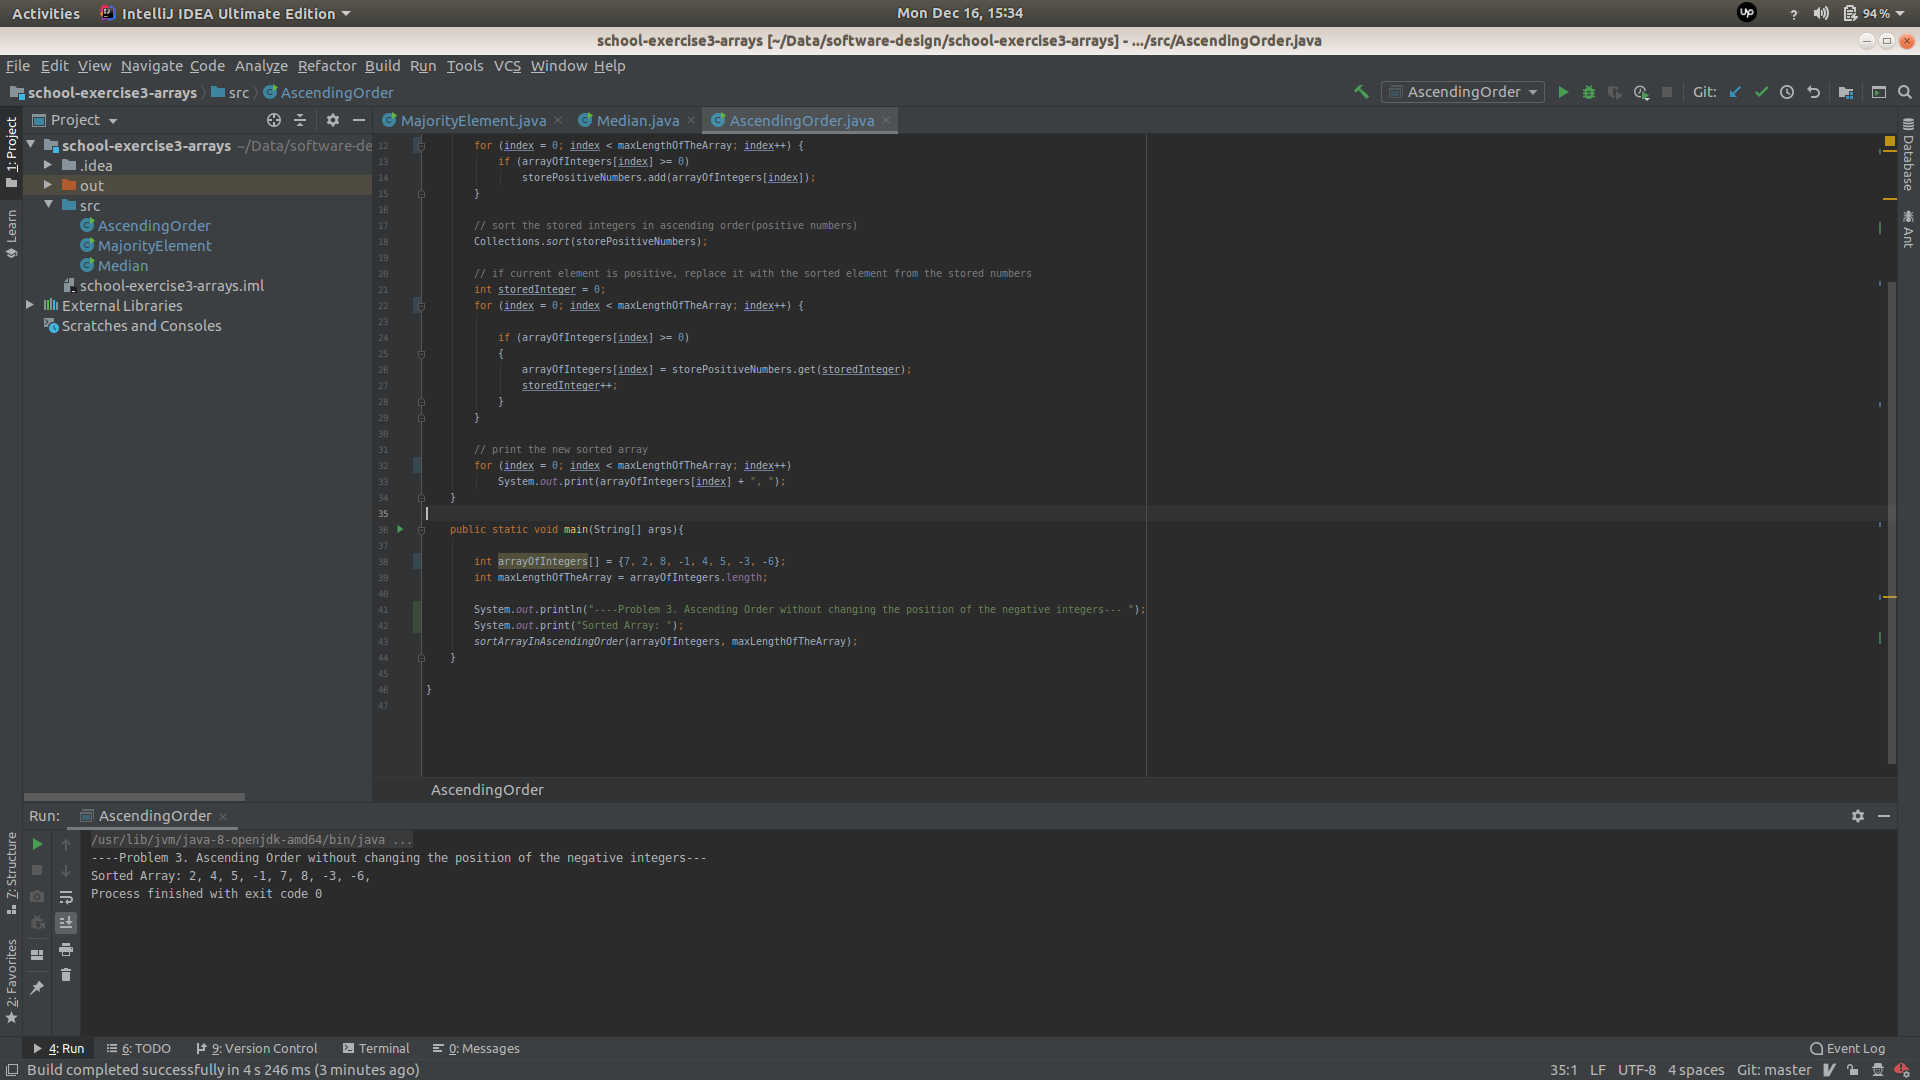 Activities IntelliJ IDEA Ultimate Edition Mon Dec 16, 15:34 up ? 94 %
school-exercise3-arrays [~/Data/software-design/school-exercise3-arrays] - .../src/AscendingOrder.java
File Edit View Navigate Code Analyze Refactor Build Run Tools VCS Window Help
school-exercise3-arrays src AscendingOrder AscendingOrder Git:
Project
MajorityElement.java Median.java AscendingOrder.java
1: Project
Learn
7: Structure
2: Favorites
Database
Ant
school-exercise3-arrays ~/Data/software-de
.idea
out
src
AscendingOrder
MajorityElement
Median
school-exercise3-arrays.iml
External Libraries
Scratches and Consoles
12 for (index = 0; index < maxLengthOfTheArray; index++) {
13 if (arrayOfIntegers[index] >= 0)
14 storePositiveNumbers.add(arrayOfIntegers[index]);
15 }
16
17 // sort the stored integers in ascending order(positive numbers)
18 Collections.sort(storePositiveNumbers);
19
20 // if current element is positive, replace it with the sorted element from the stored numbers
21 int storedInteger = 0;
22 for (index = 0; index < maxLengthOfTheArray; index++) {
23
24 if (arrayOfIntegers[index] >= 0)
25 {
26 arrayOfIntegers[index] = storePositiveNumbers.get(storedInteger);
27 storedInteger++;
28 }
29 }
30
31 // print the new sorted array
32 for (index = 0; index < maxLengthOfTheArray; index++)
33 System.out.print(arrayOfIntegers[index] + ", ");
34 }
35
36 public static void main(String[] args){
37
38 int arrayOfIntegers[] = {7, 2, 8, -1, 4, 5, -3, -6};
39 int maxLengthOfTheArray = arrayOfIntegers.length;
40
41 System.out.println("----Problem 3. Ascending Order without changing the position of the negative integers--- ");
42 System.out.print("Sorted Array: ");
43 sortArrayInAscendingOrder(arrayOfIntegers, maxLengthOfTheArray);
44 }
45
46 }
47
AscendingOrder
Run: AscendingOrder
/usr/lib/jvm/java-8-openjdk-amd64/bin/java ...
----Problem 3. Ascending Order without changing the position of the negative integers---
Sorted Array: 2, 4, 5, -1, 7, 8, -3, -6,
Process finished with exit code 0
4: Run 6: TODO 9: Version Control Terminal 0: Messages Event Log
Build completed successfully in 4 s 246 ms (3 minutes ago) 35:1 LF UTF-8 4 spaces Git: master